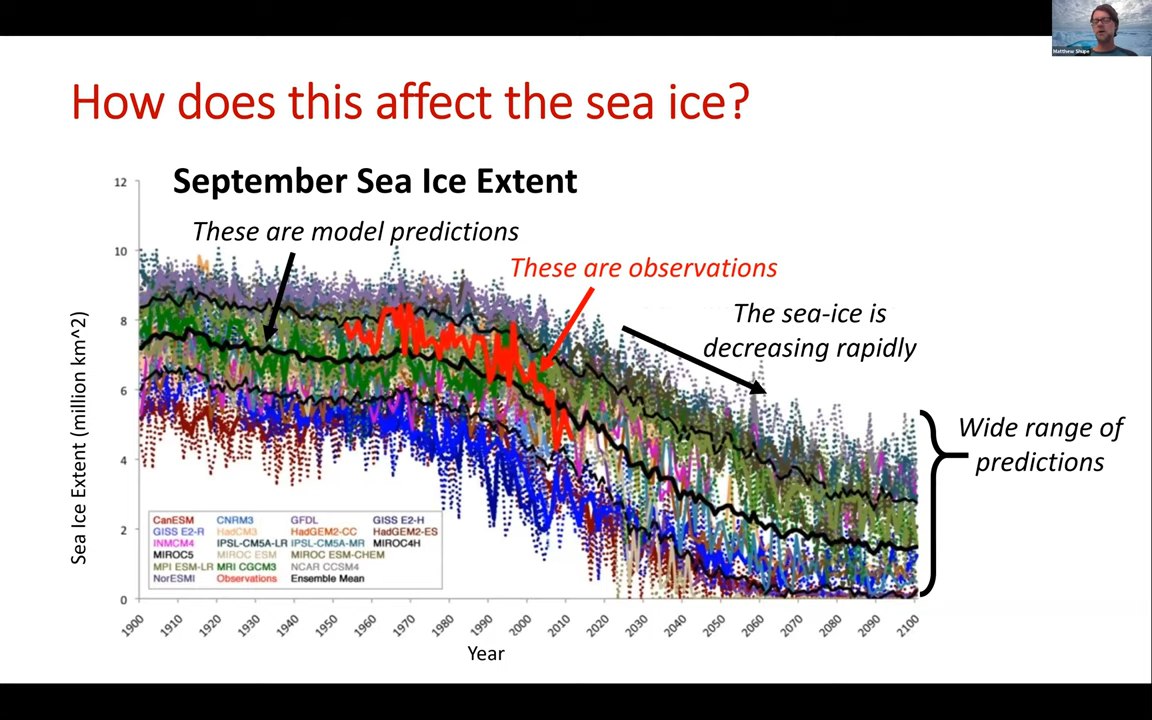 Matthew Shupe
How does this affect the sea ice?
September Sea Ice Extent
These are model predictions
These are observations
The sea-ice is
decreasing rapidly
Wide range of
predictions
Sea Ice Extent (million km^2)
12
10
8
6
4
2
0
CanESM CNRM3 GFDL GISS E2-H
GISS E2-R HadCM3 HadGEM2-CC HadGEM2-ES
INMCM4 IPSL-CM5A-LR IPSL-CM5A-MR MIROC4H
MIROC5 MIROC ESM MIROC ESM-CHEM
MPI ESM-LR MRI CGCM3 NCAR CCSM4
NorESMI Observations Ensemble Mean
1900 1910 1920 1930 1940 1950 1960 1970 1980 1990 2000 2010 2020 2030 2040 2050 2060 2070 2080 2090 2100
Year